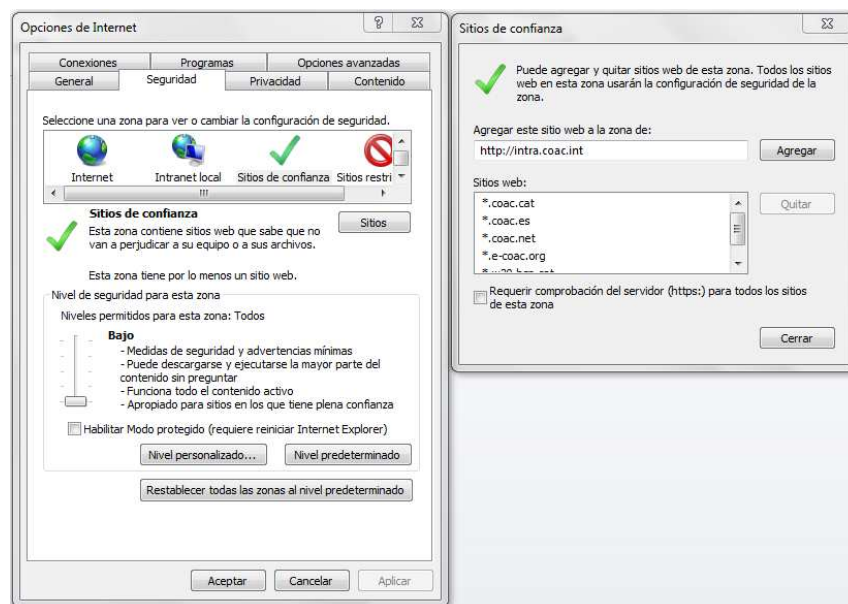 Opciones de Internet
Conexiones
Programas
Opciones avanzadas
General
Seguridad
Privacidad
Contenido
Seleccione una zona para ver o cambiar la configuración de seguridad.
Internet
Intranet local
Sitios de confianza
Sitios restri
Sitios de confianza
Esta zona contiene sitios web que sabe que no
van a perjudicar a su equipo o a sus archivos.
Sitios
Esta zona tiene por lo menos un sitio web.
Nivel de seguridad para esta zona
Niveles permitidos para esta zona: Todos
Bajo
- Medidas de seguridad y advertencias mínimas
- Puede descargarse y ejecutarse la mayor parte del
contenido sin preguntar
- Funciona todo el contenido activo
- Apropiado para sitios en los que tiene plena confianza
Habilitar Modo protegido (requiere reiniciar Internet Explorer)
Nivel personalizado...
Nivel predeterminado
Restablecer todas las zonas al nivel predeterminado
Aceptar
Cancelar
Aplicar
Sitios de confianza
Puede agregar y quitar sitios web de esta zona. Todos los sitios
web en esta zona usarán la configuración de seguridad de la
zona.
Agregar este sitio web a la zona de:
http://intra.coac.int
Agregar
Sitios web:
*.coac.cat
*.coac.es
*.coac.net
*.e-coac.org
Quitar
Requerir comprobación del servidor (https:) para todos los sitios
de esta zona
Cerrar